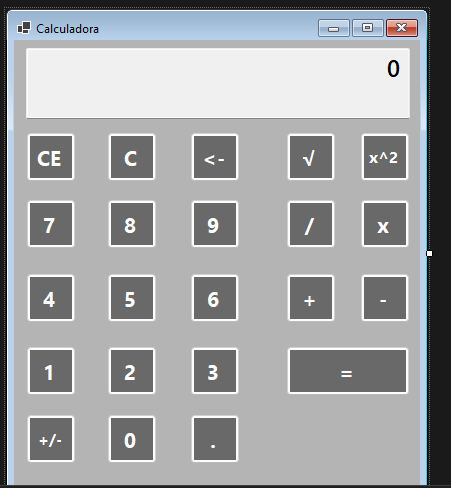 Calculadora
0
CE C <- √ x^2
7 8 9 / x
4 5 6 + -
1 2 3 =
+/- 0 .